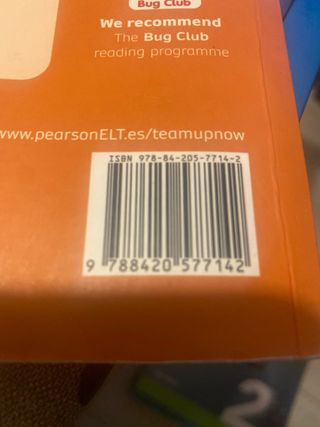 Bug Club
We recommend
The Bug Club
reading programme
www.pearsonELT.es/teamupnow
ISBN 978-84-205-7714-2
9 788420 577142
2